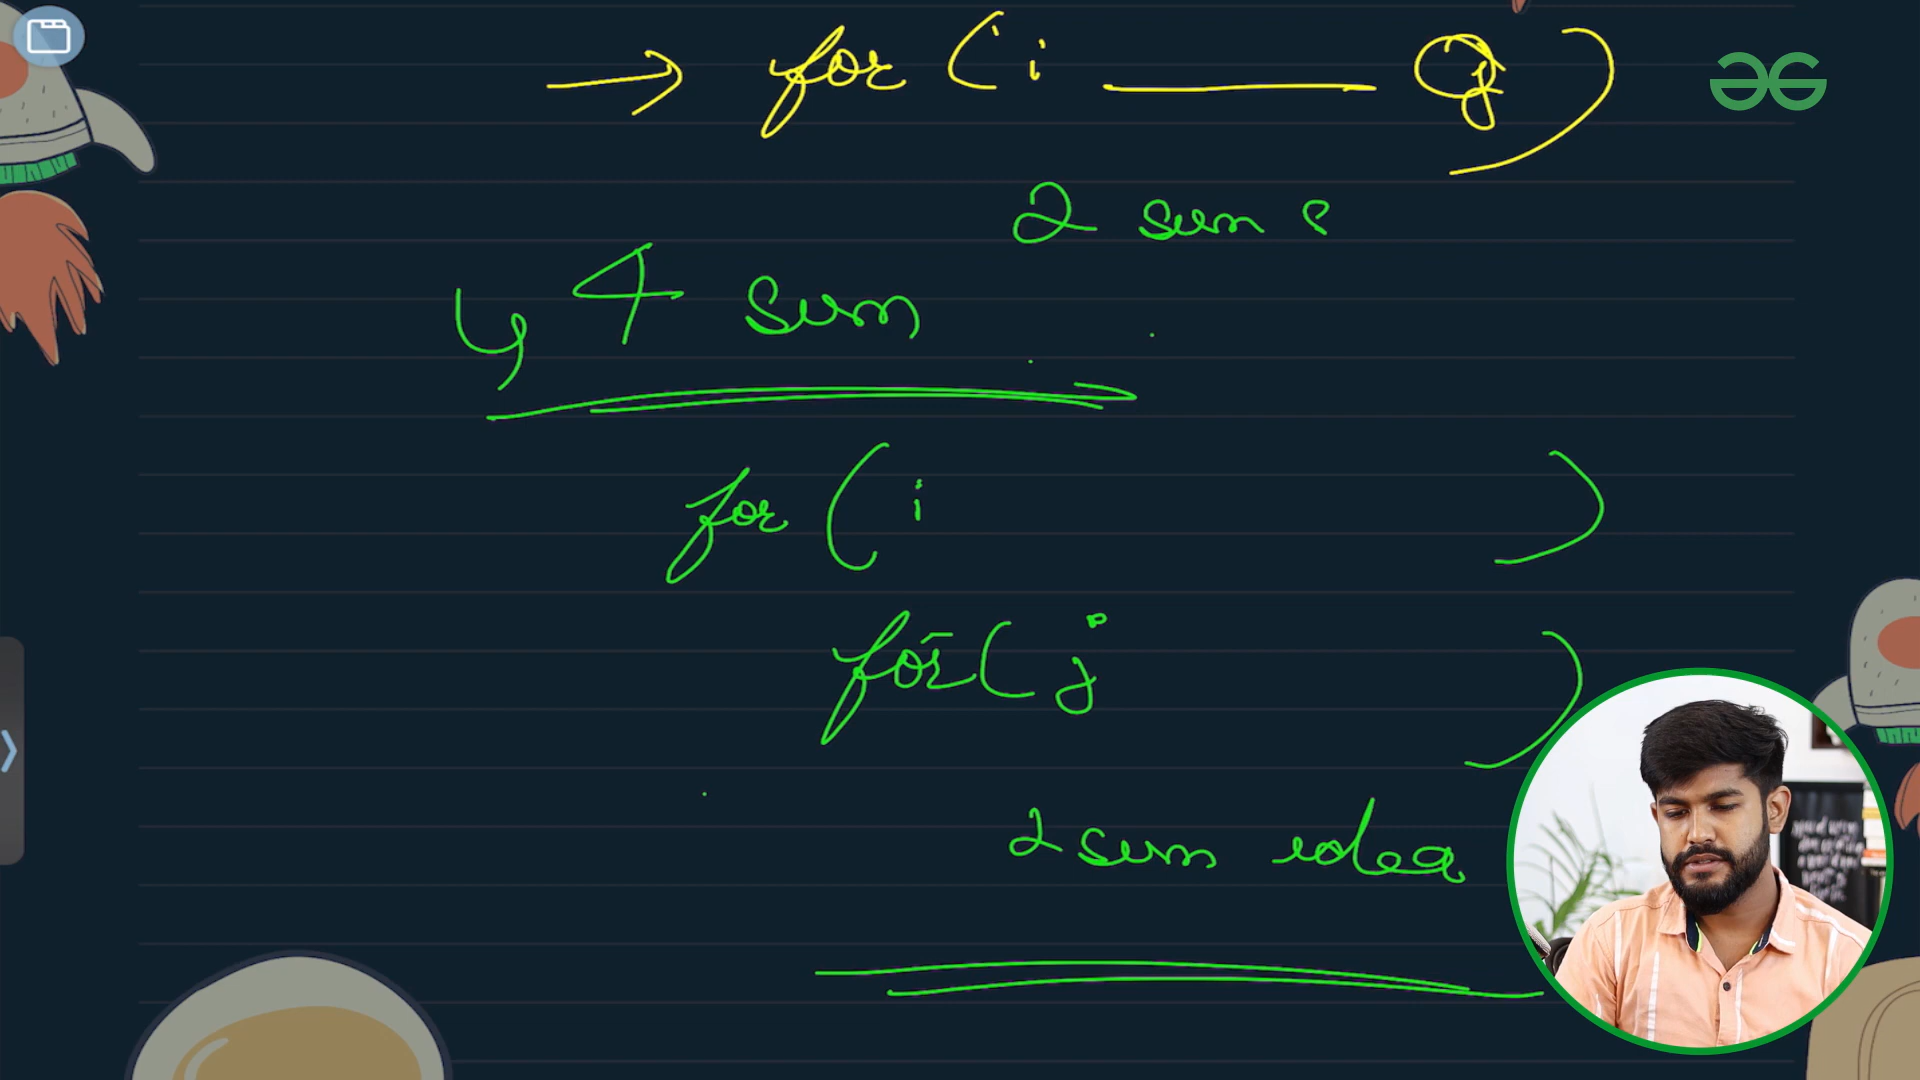 → for ( i ——— )
2 sum
4 sum
for ( i )
for ( j )
2 sum idea